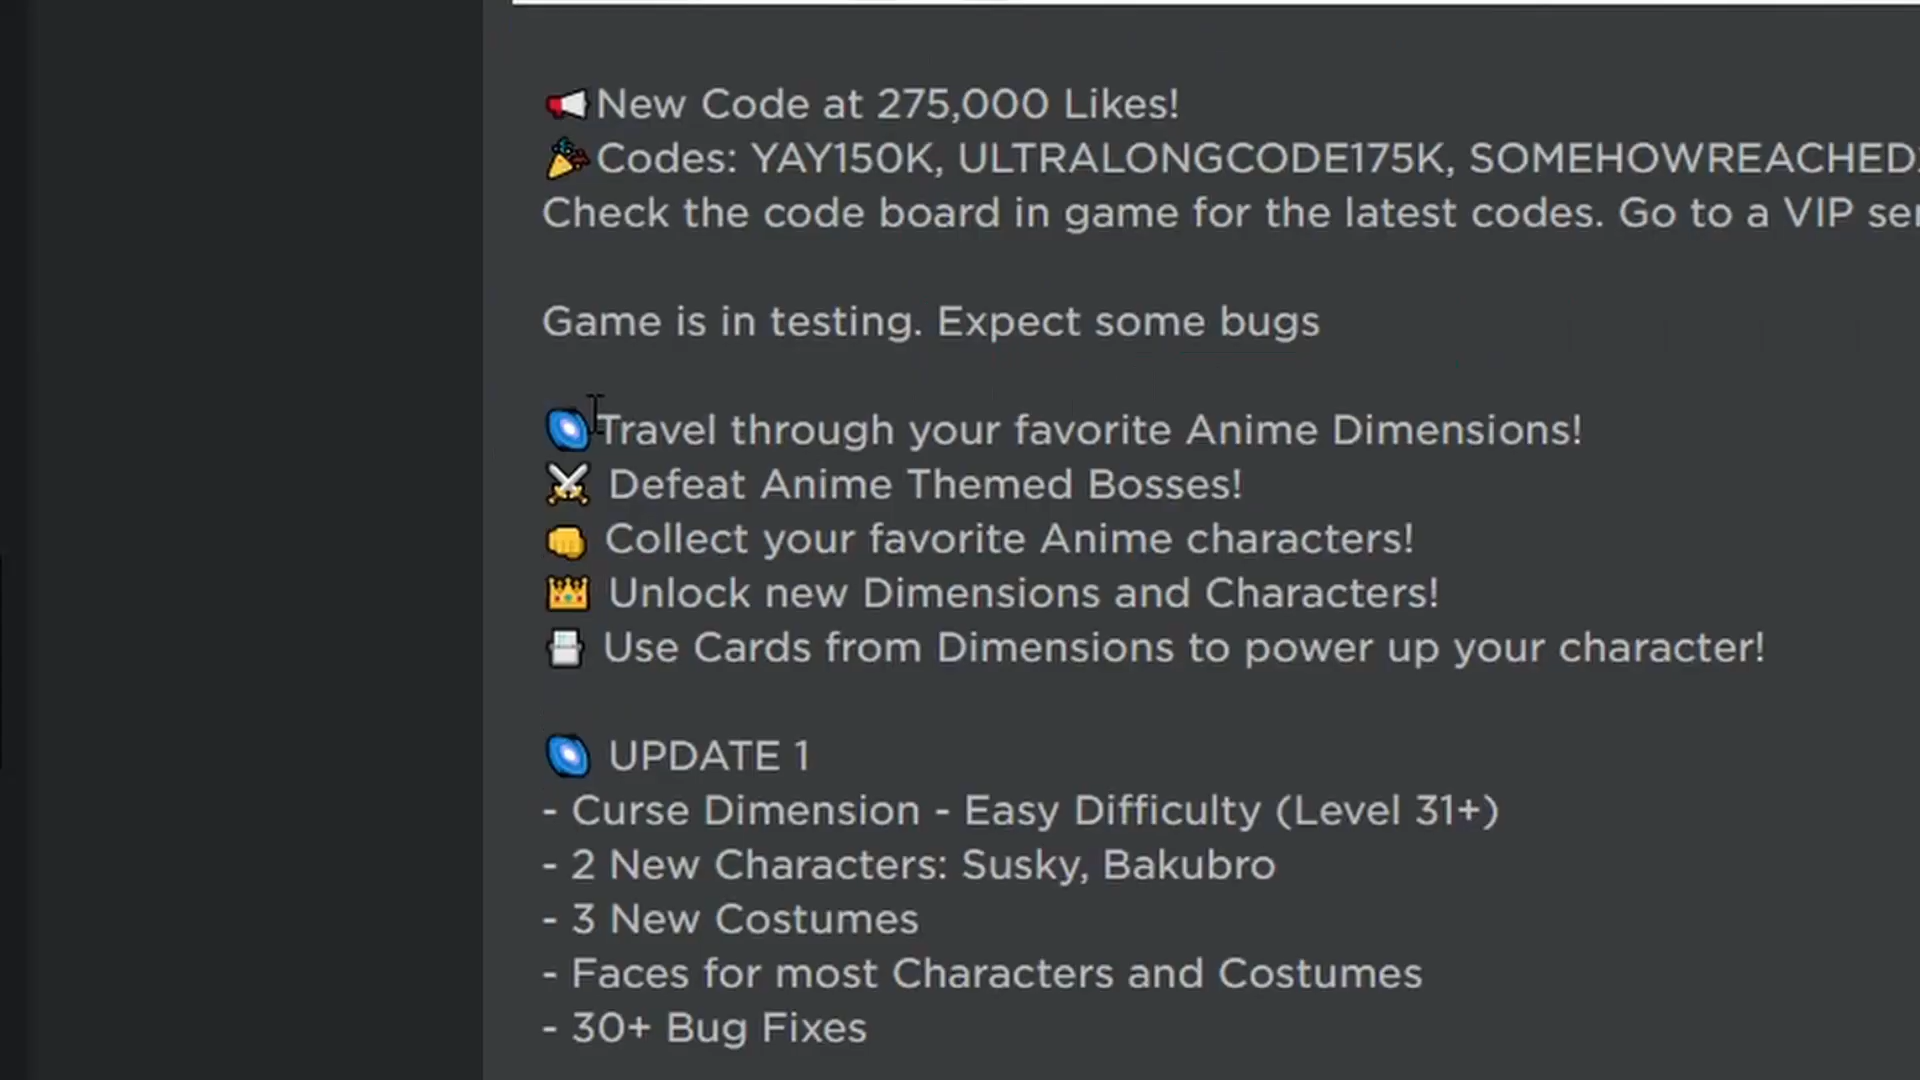 New Code at 275,000 Likes!
Codes: YAY150K, ULTRALONGCODE175K, SOMEHOWREACHED
Check the code board in game for the latest codes. Go to a VIP
Game is in testing. Expect some bugs
Travel through your favorite Anime Dimensions!
Defeat Anime Themed Bosses!
Collect your favorite Anime characters!
Unlock new Dimensions and Characters!
Use Cards from Dimensions to power up your character!
UPDATE 1
- Curse Dimension - Easy Difficulty (Level 31+)
- 2 New Characters: Susky, Bakubro
- 3 New Costumes
- Faces for most Characters and Costumes
- 30+ Bug Fixes